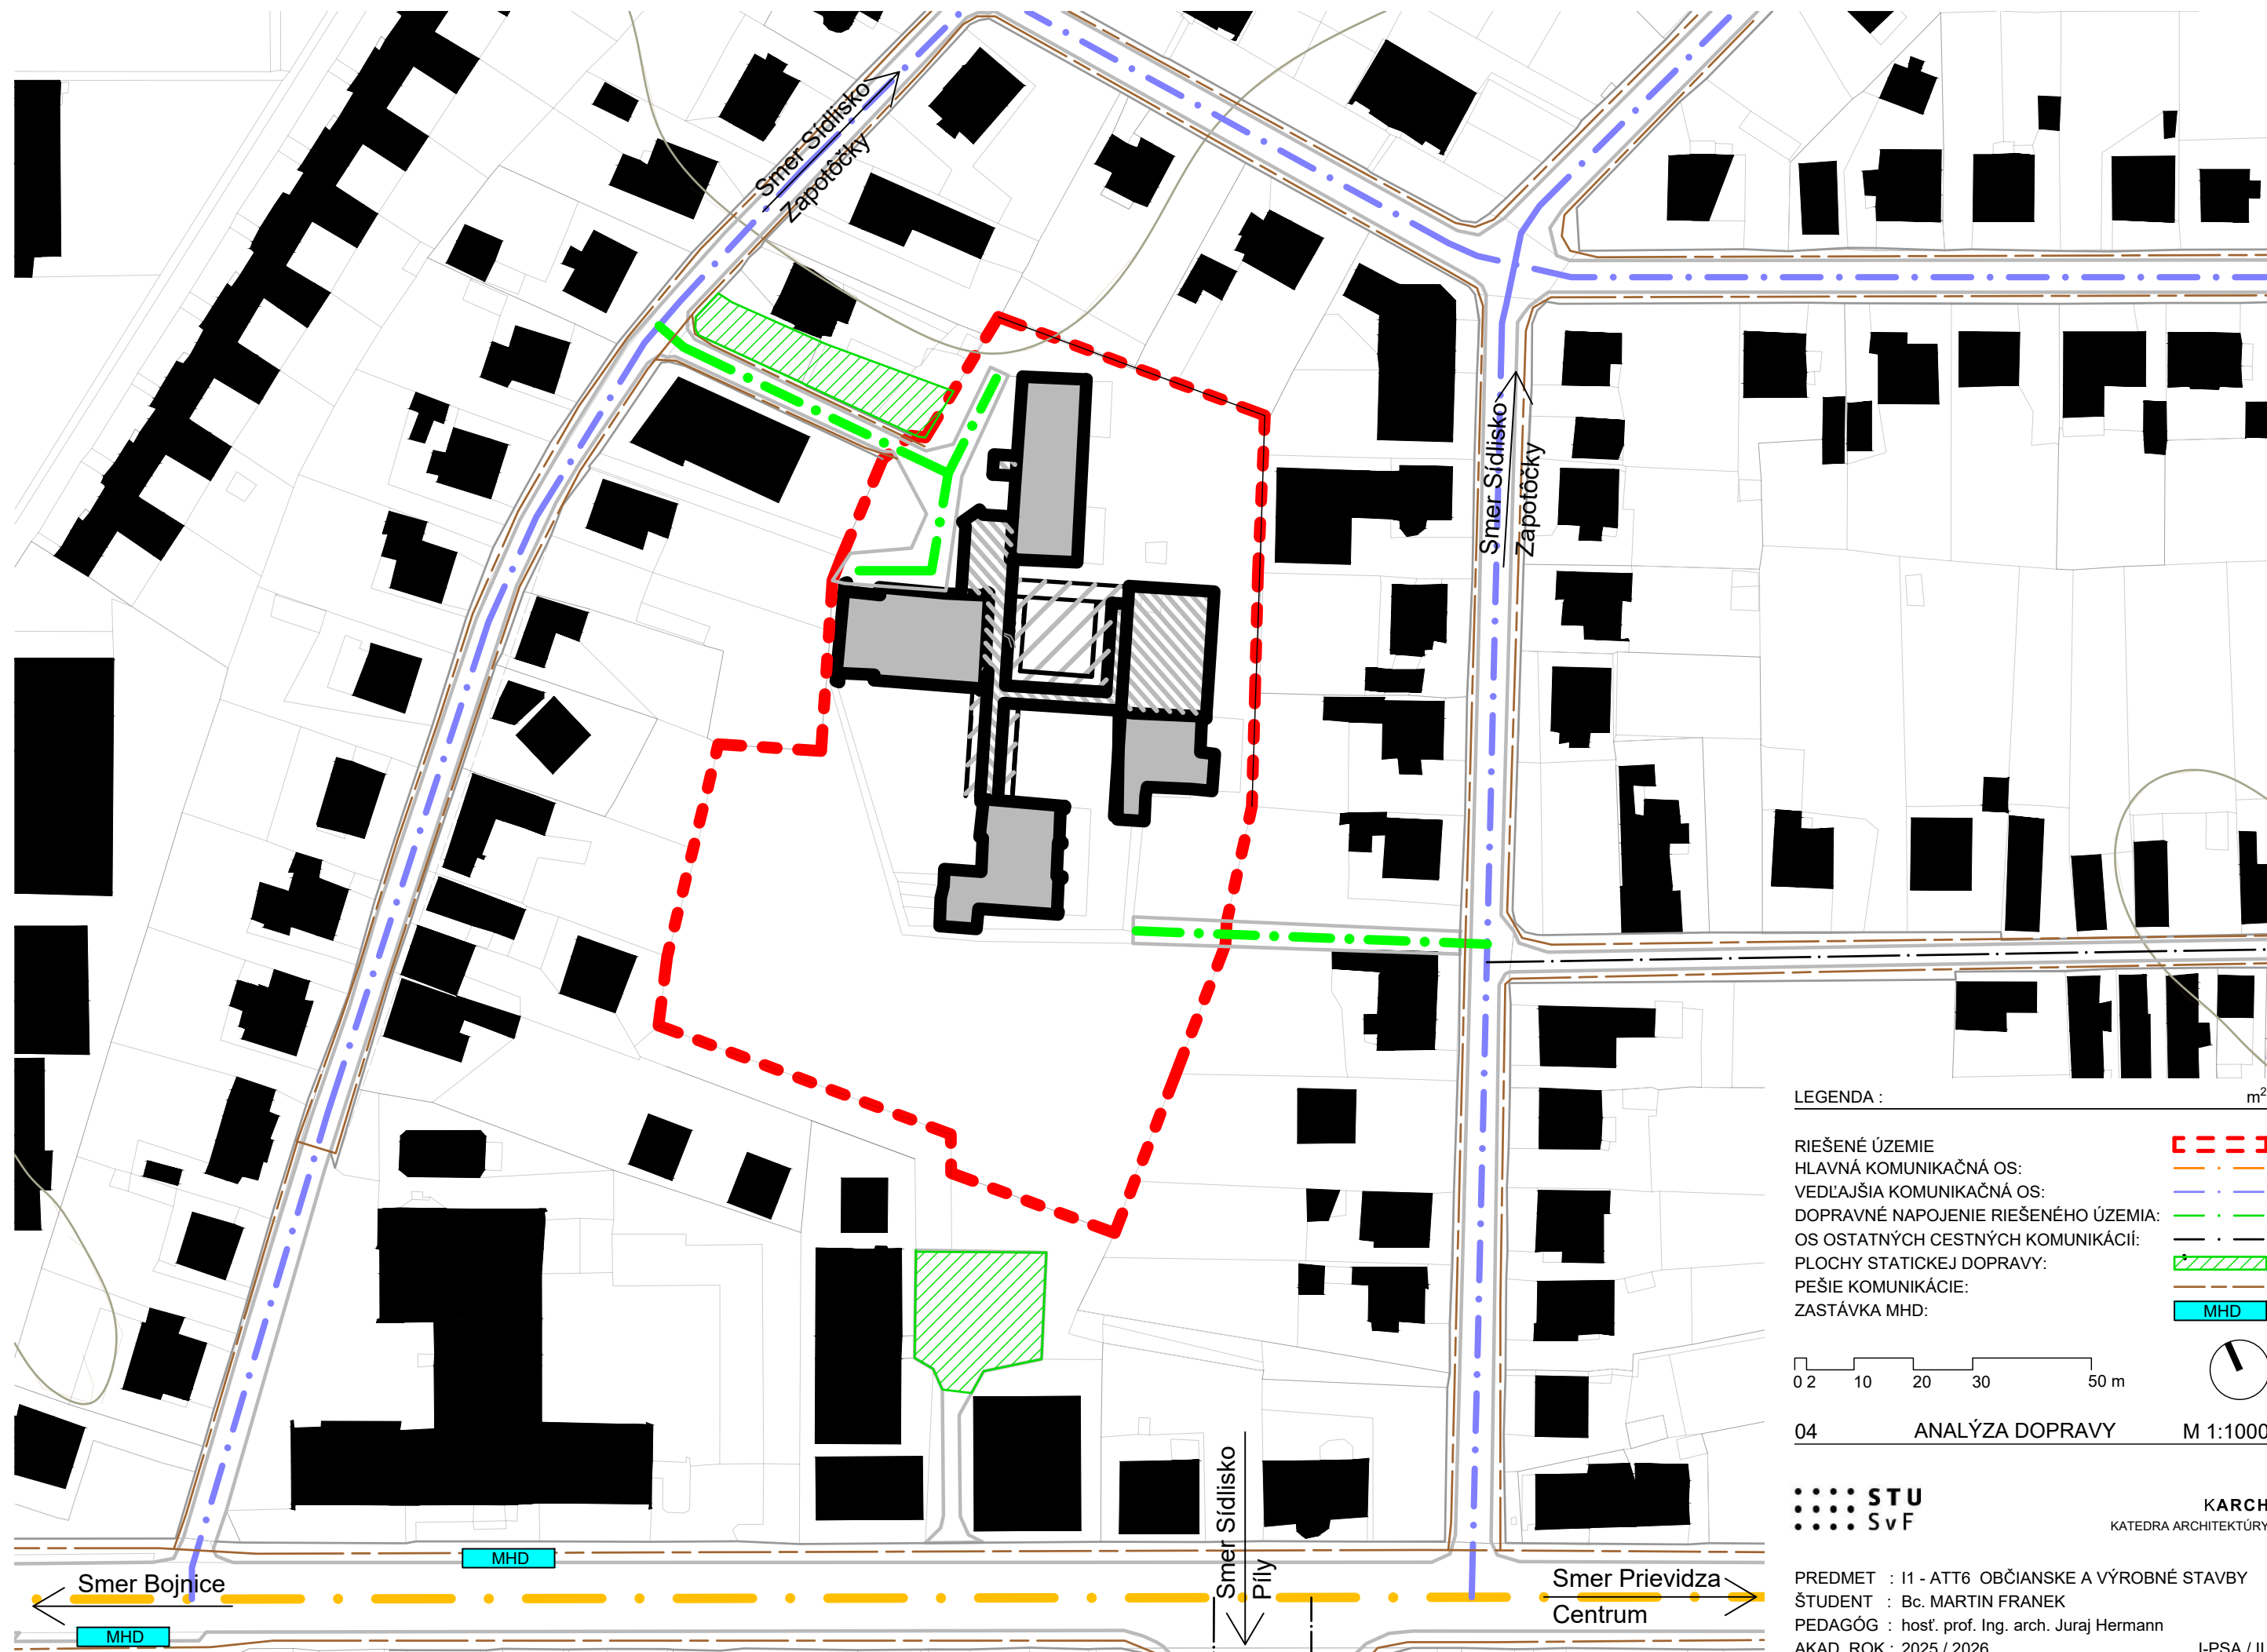 Smer Sídlisko
Zapotôčky
Smer Sídlisko
Zapotôčky
LEGENDA : m²
RIEŠENÉ ÚZEMIE
HLAVNÁ KOMUNIKAČNÁ OS:
VEDĽAJŠIA KOMUNIKAČNÁ OS:
DOPRAVNÉ NAPOJENIE RIEŠENÉHO ÚZEMIA:
OS OSTATNÝCH CESTNÝCH KOMUNIKÁCIÍ:
PLOCHY STATICKEJ DOPRAVY:
PEŠIE KOMUNIKÁCIE:
ZASTÁVKA MHD: MHD
0 2 10 20 30 50 m
04 ANALÝZA DOPRAVY M 1:1000
STU
SvF
KARCH
KATEDRA ARCHITEKTÚRY
MHD
Smer Bojnice
MHD
Smer Sídlisko
Píly
Smer Prievidza
Centrum
PREDMET : I1 - ATT6 OBČIANSKE A VÝROBNÉ STAVBY
ŠTUDENT : Bc. MARTIN FRANEK
PEDAGÓG : hosť. prof. Ing. arch. Juraj Hermann
AKAD. ROK : 2025 / 2026